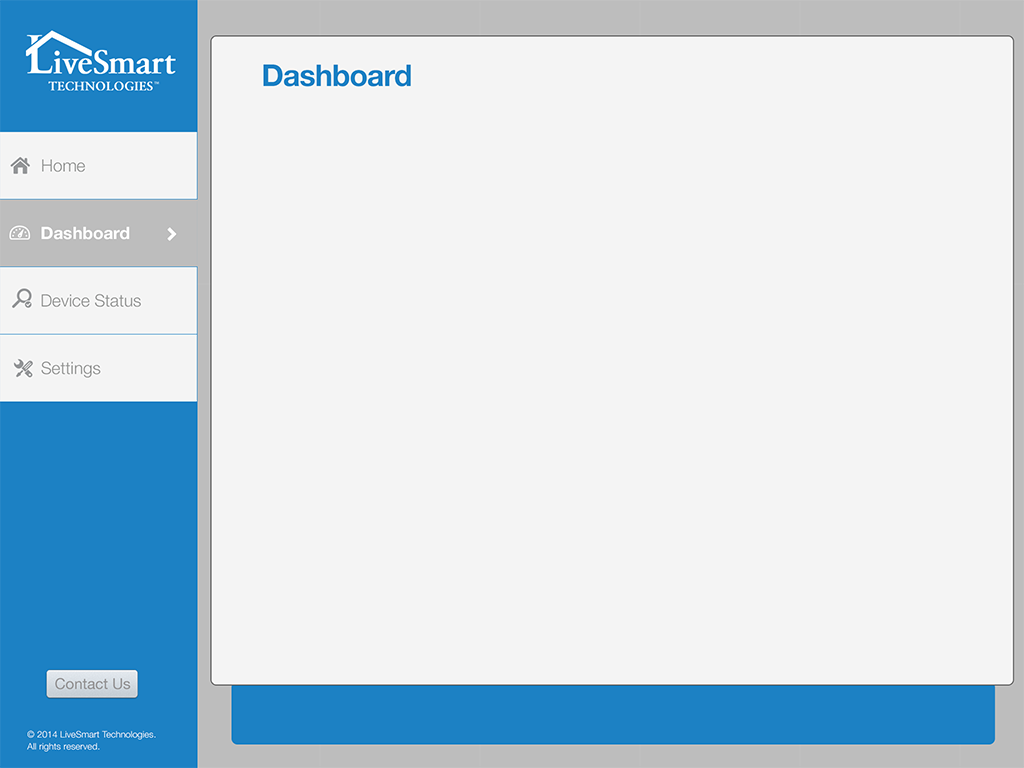 LiveSmart
TECHNOLOGIES™
Home
Dashboard
Device Status
Settings
Contact Us
© 2014 LiveSmart Technologies.
All rights reserved.
Dashboard